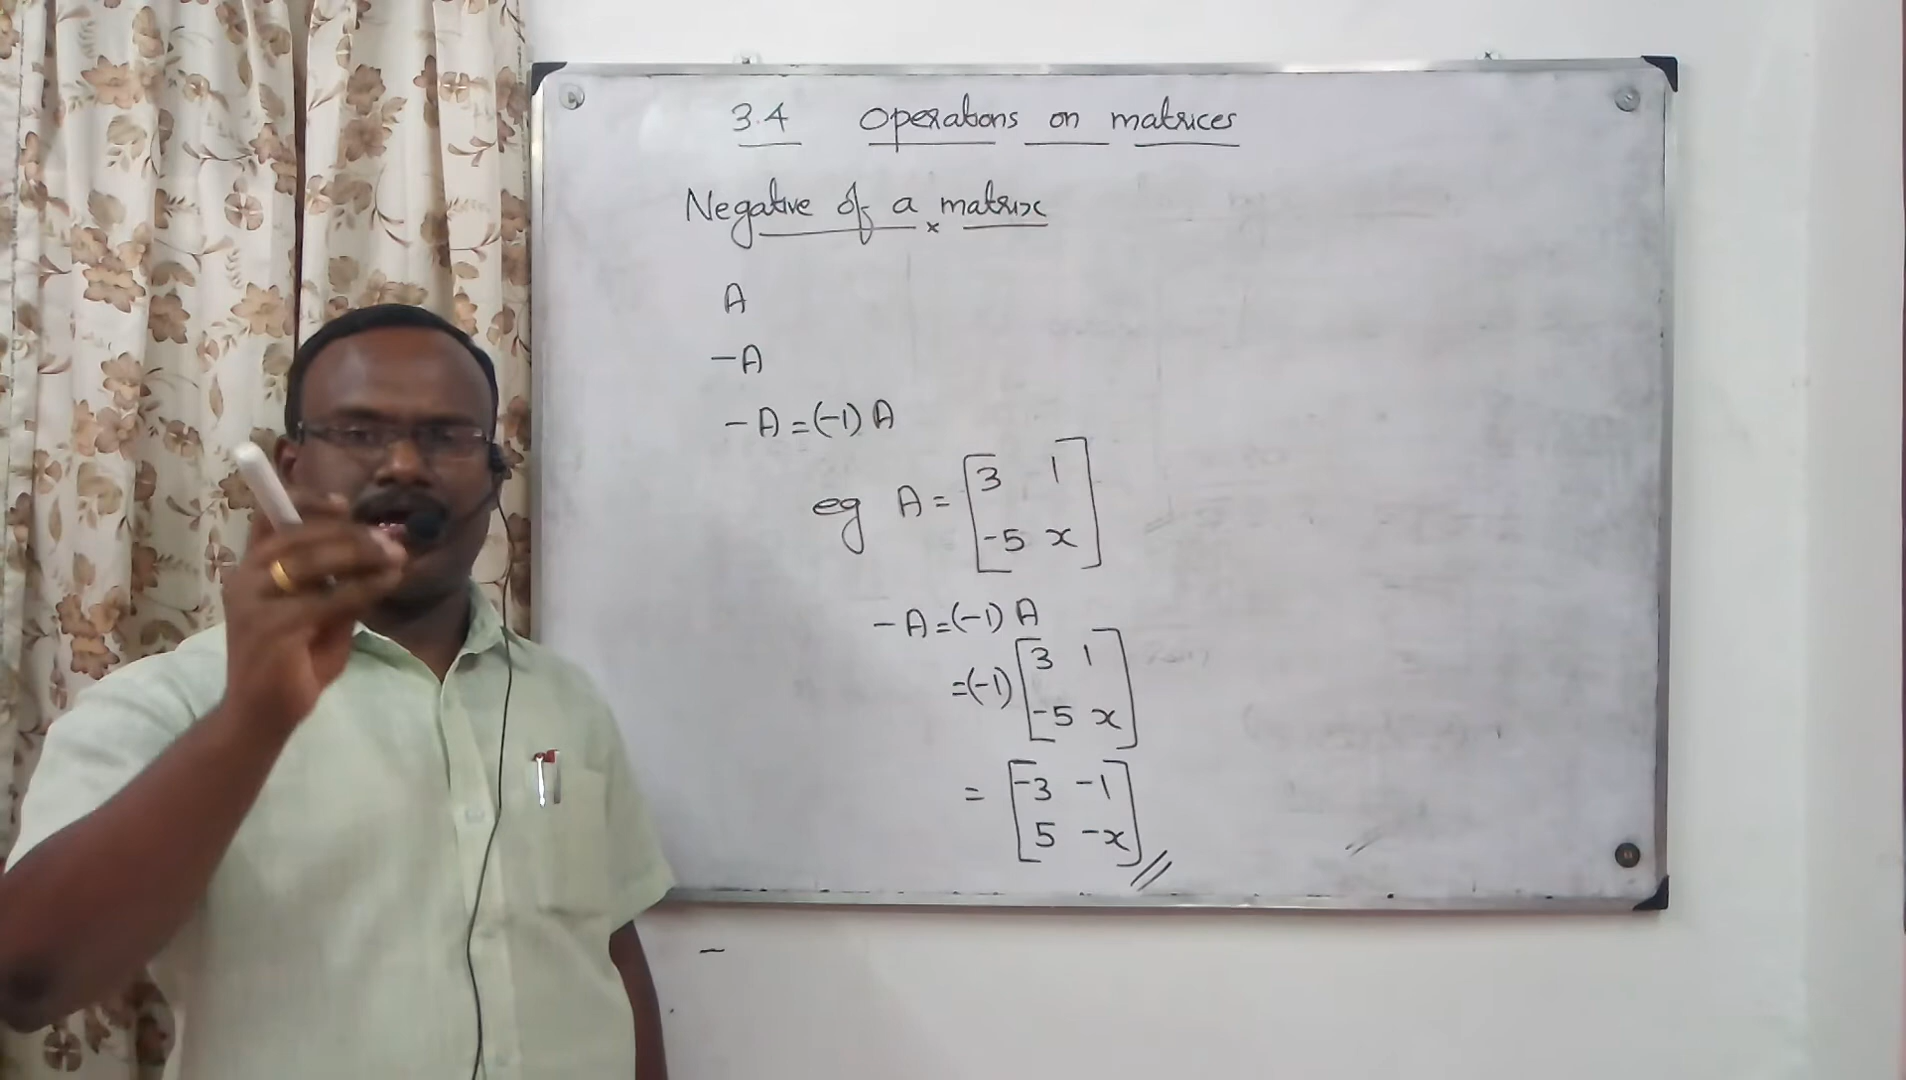 3.4 Operations on matrices
Negative of a matrix
A
-A
-A=(-1) A
eg A = [3 1
-5 x]
-A=(-1) A
=(-1) [3 1
-5 x]
= [-3 -1
5 -x]